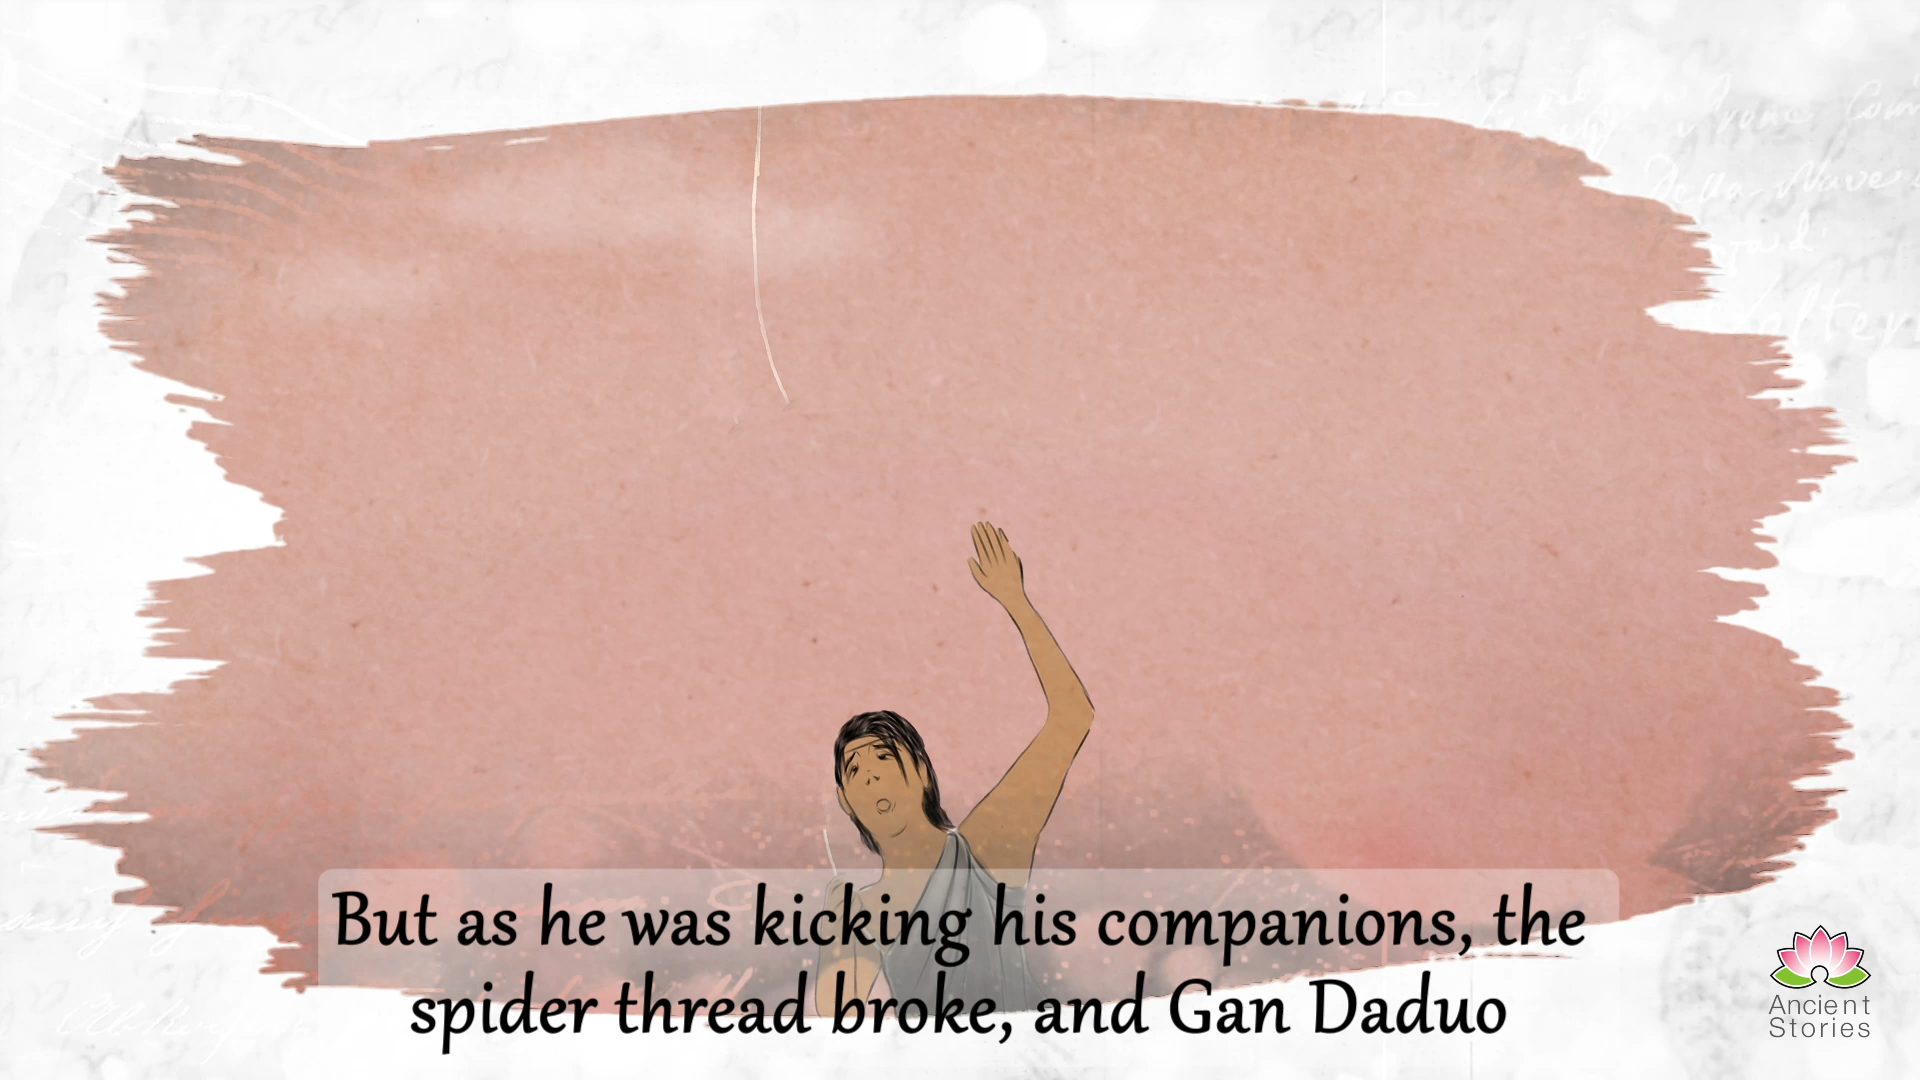 But as he was kicking his companions, the
spider thread broke, and Gan Daduo
Ancient
Stories